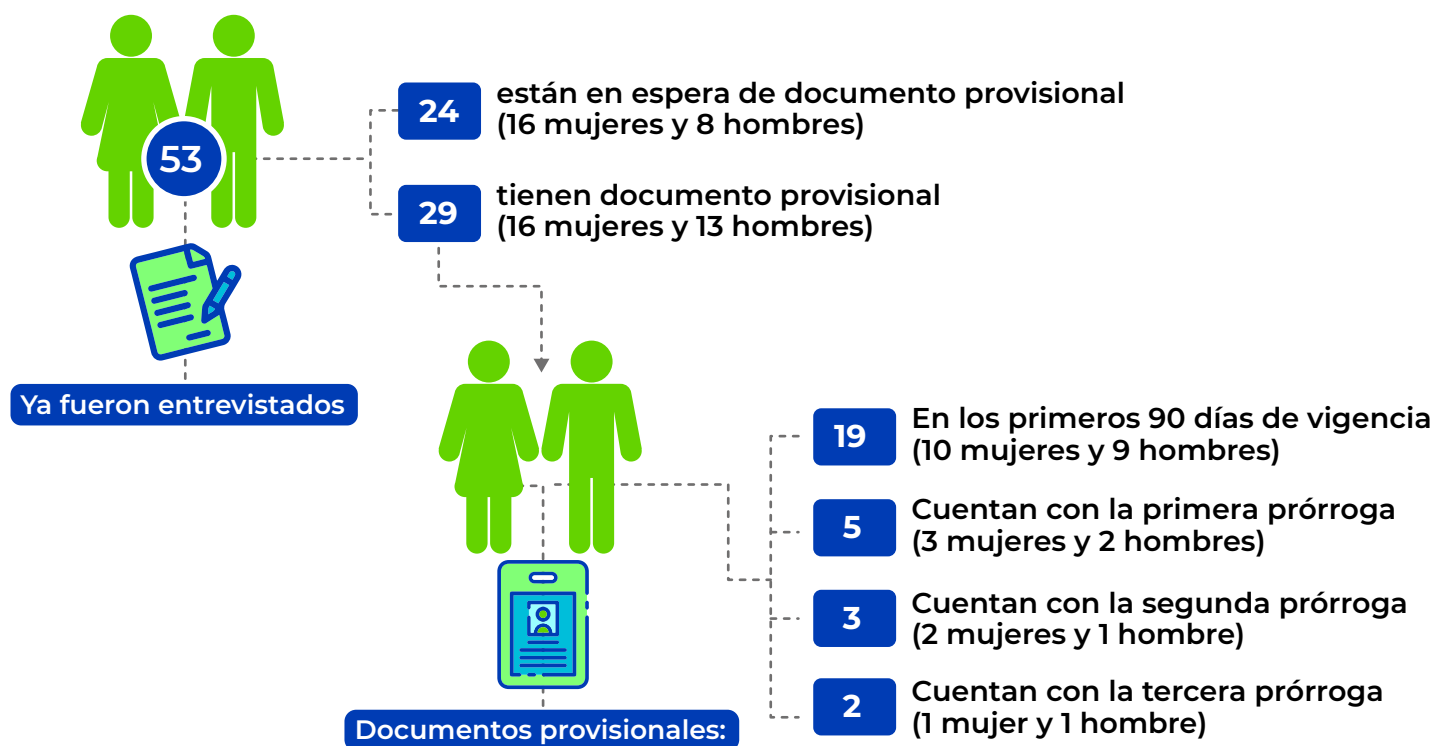 53
Ya fueron entrevistados
24
están en espera de documento provisional
(16 mujeres y 8 hombres)
29
tienen documento provisional
(16 mujeres y 13 hombres)
Documentos provisionales:
19
En los primeros 90 días de vigencia
(10 mujeres y 9 hombres)
5
Cuentan con la primera prórroga
(3 mujeres y 2 hombres)
3
Cuentan con la segunda prórroga
(2 mujeres y 1 hombre)
2
Cuentan con la tercera prórroga
(1 mujer y 1 hombre)